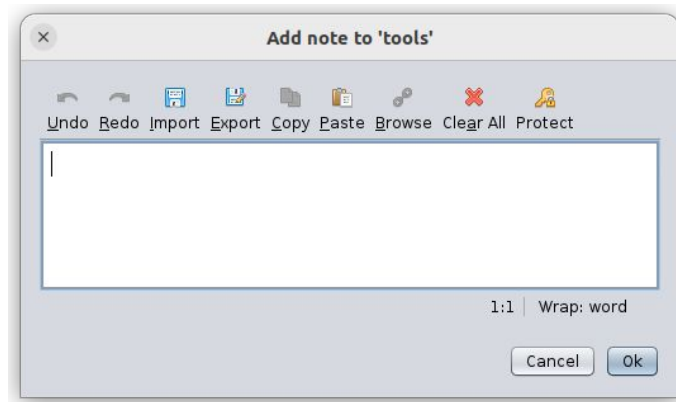 Add note to 'tools'
Undo Redo Import Export Copy Paste Browse Clear All Protect
1:1 Wrap: word
Cancel Ok